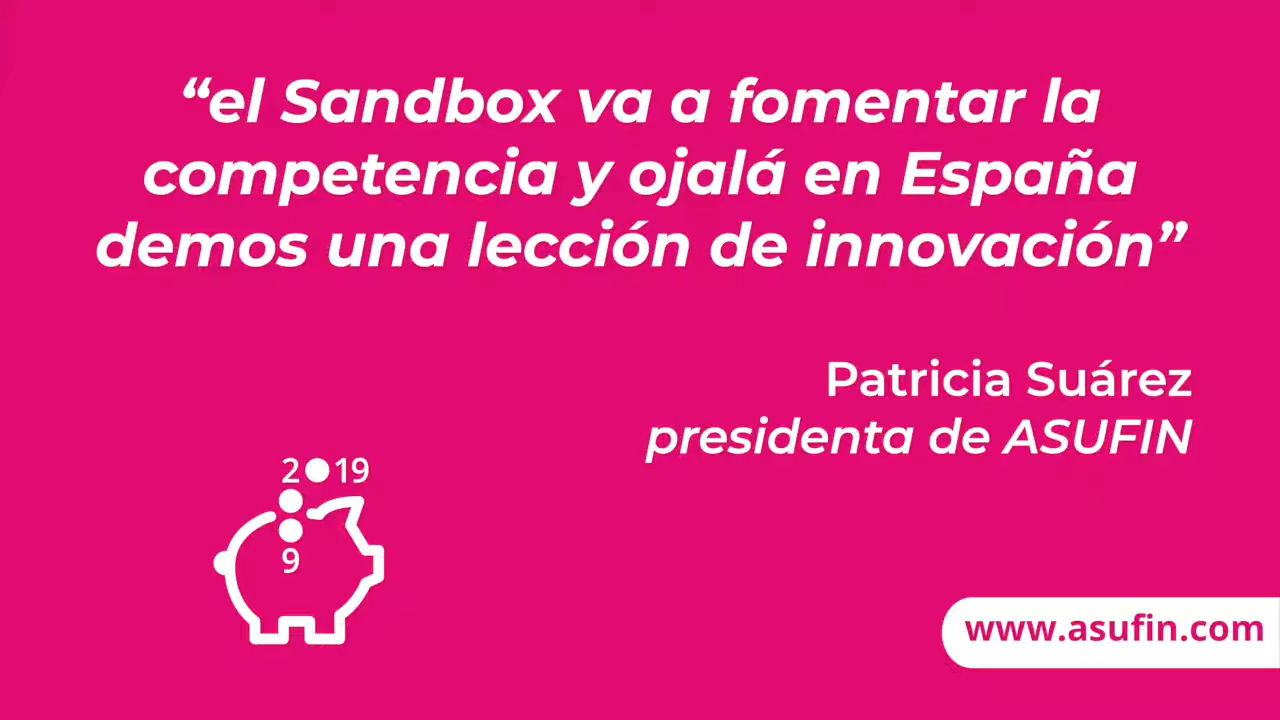 “el Sandbox va a fomentar la
competencia y ojalá en España
demos una lección de innovación”
Patricia Suárez
presidenta de ASUFIN
2 19
9
www.asufin.com